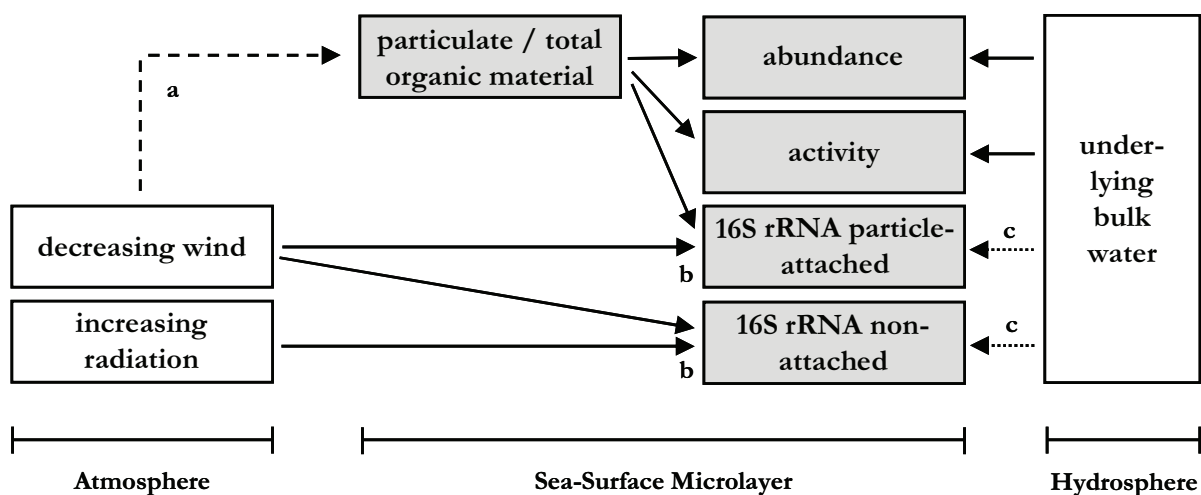 particulate / total
organic material
abundance
a
activity
under-
lying
bulk
water
decreasing wind
16S rRNA particle-
attached
b
c
increasing
radiation
16S rRNA non-
attached
b
c
Atmosphere
Sea-Surface Microlayer
Hydrosphere